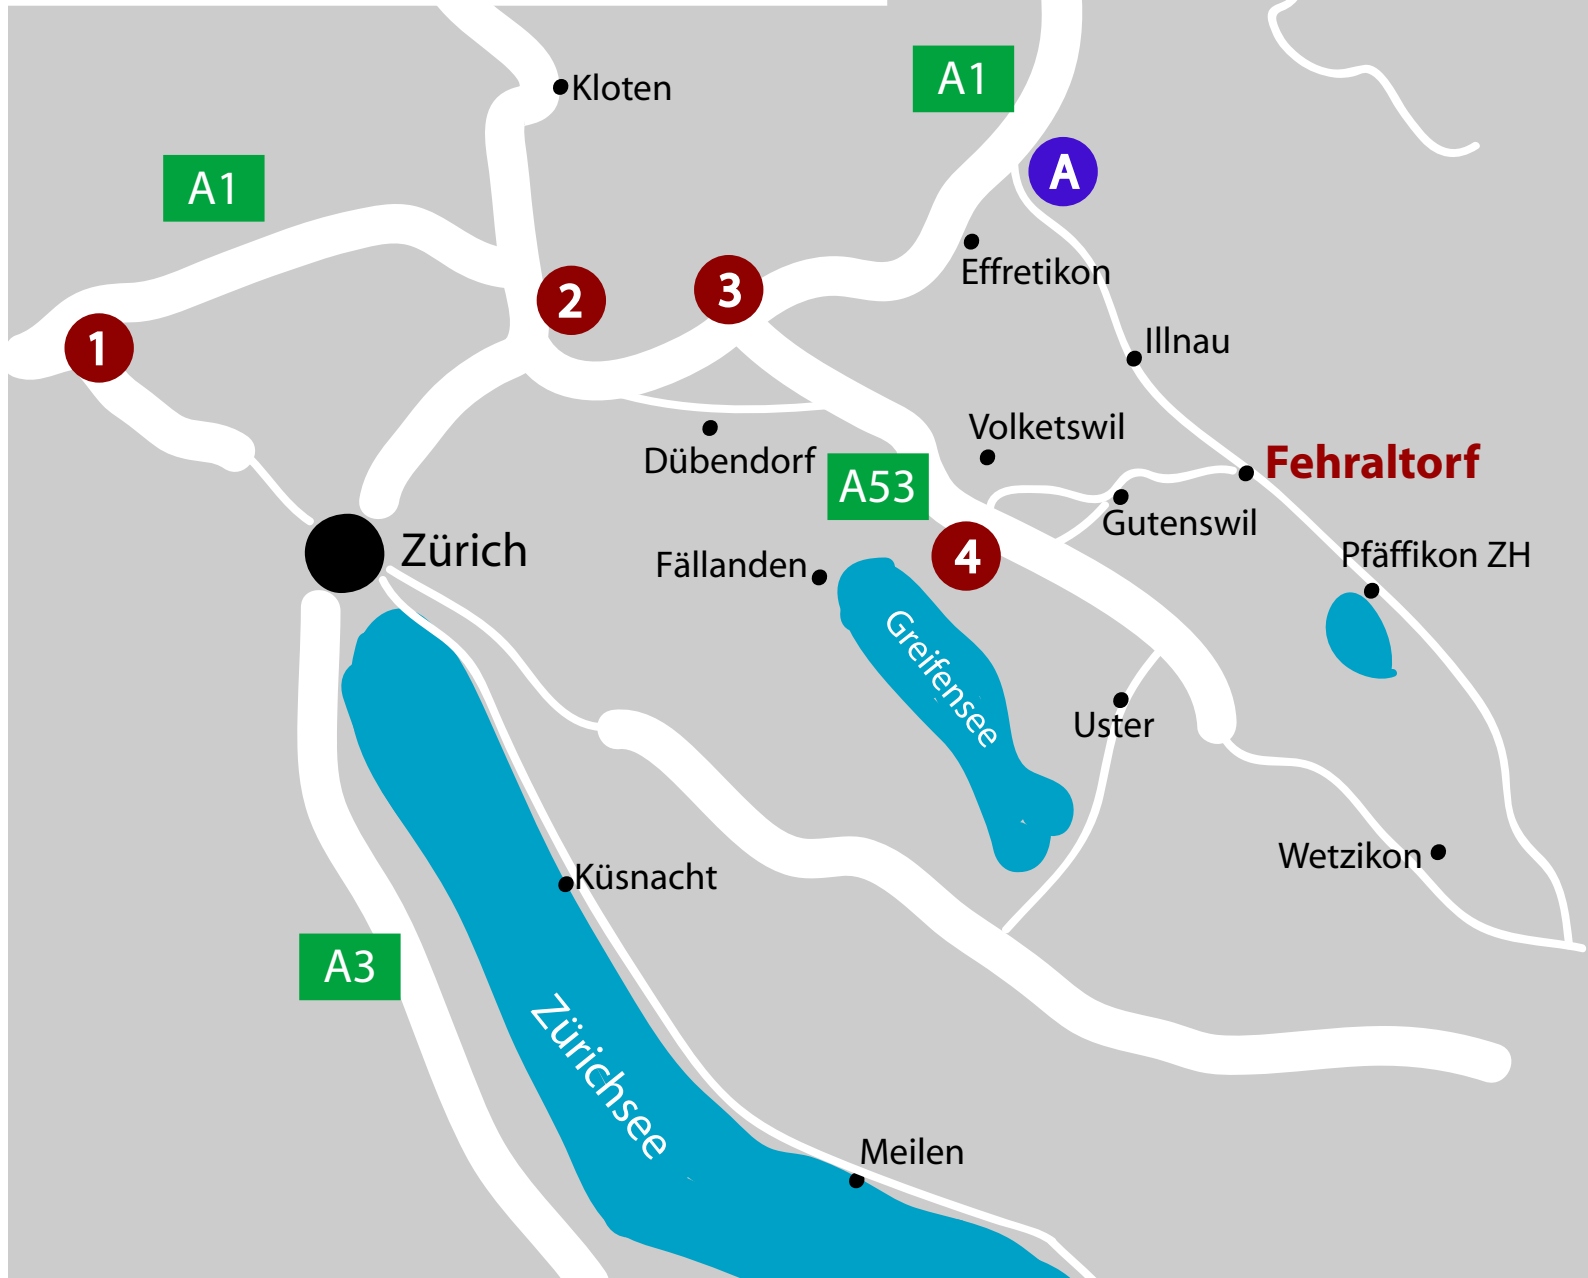 A1
Kloten
A
A1
2
3
Effretikon
1
Illnau
Volketswil
Dübendorf
Fehraltorf
A53
Gutenswil
Zürich
4
Fällanden
Pfäffikon ZH
Greifensee
Uster
Küsnacht
Wetzikon
A3
Zürichsee
Meilen